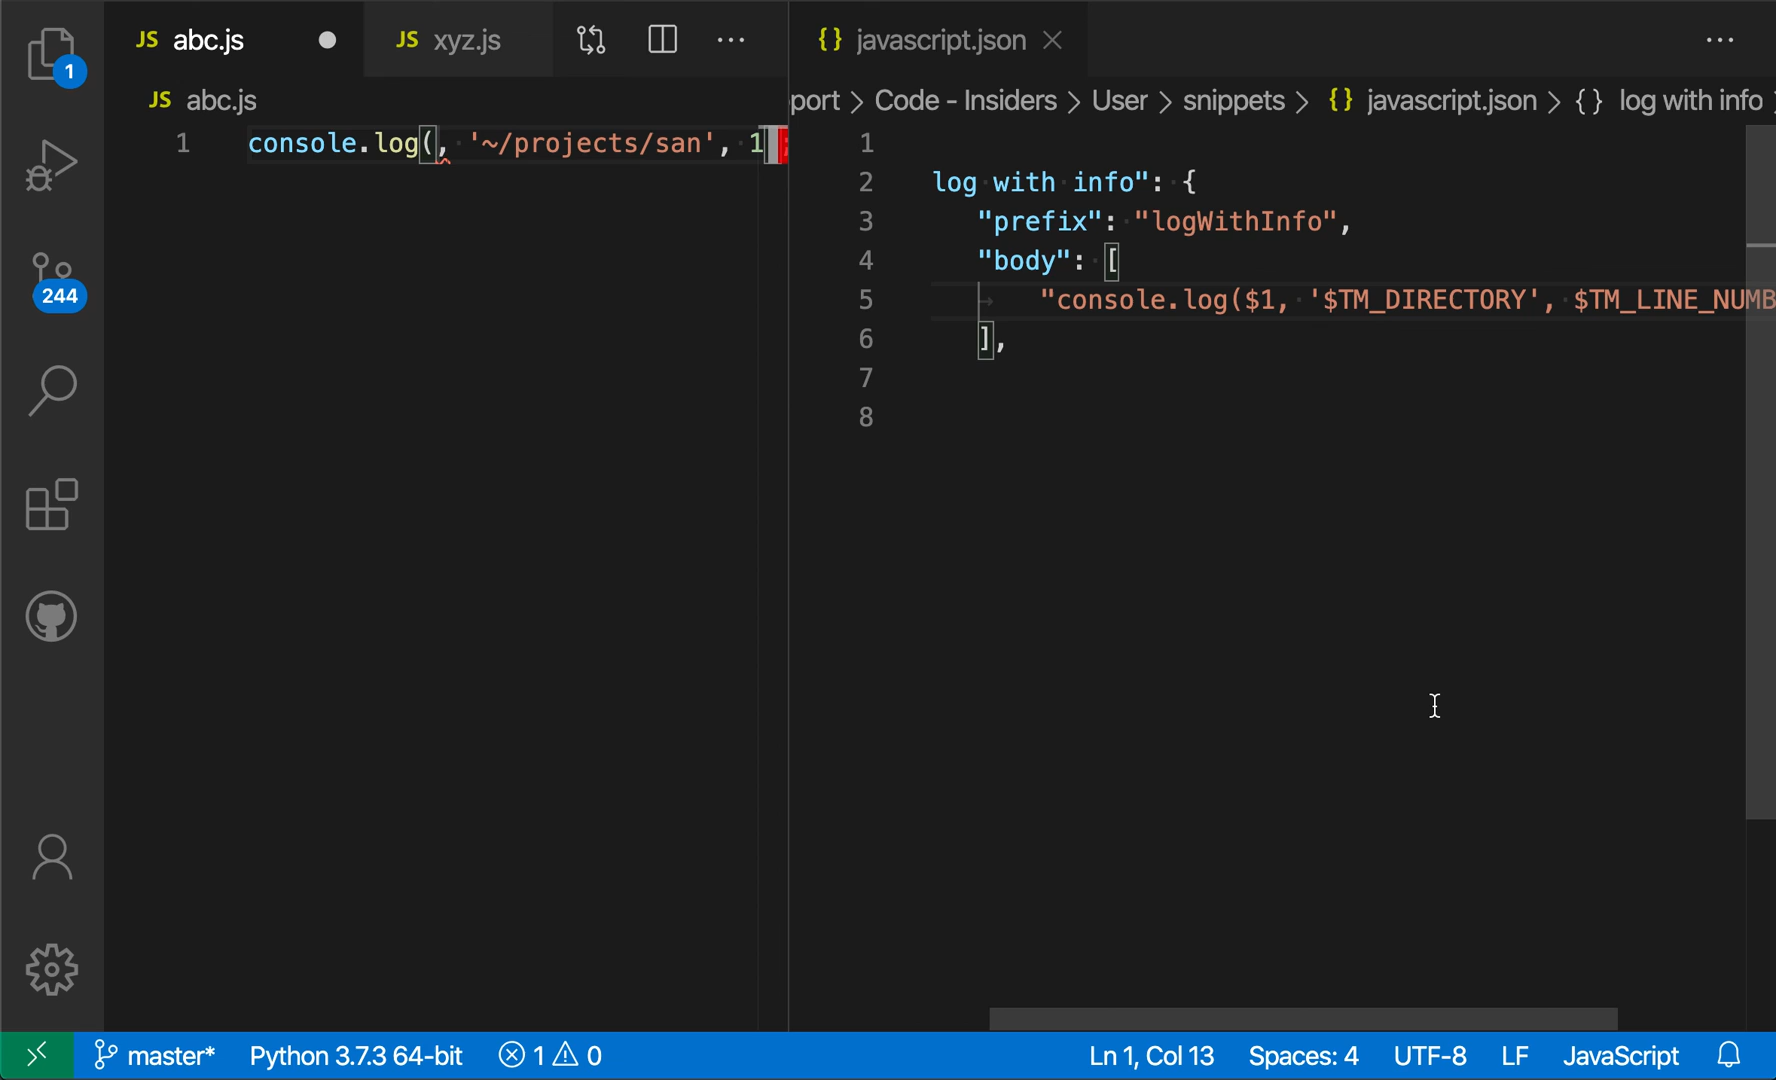 1
244
JS abc.js
JS xyz.js
JS abc.js
1 console.log(, '~/projects/san', 1
{} javascript.json
port > Code - Insiders > User > snippets > {} javascript.json > {} log with info
1
2 log with info": {
3 "prefix": "logWithInfo",
4 "body": [
5 "console.log($1, '$TM_DIRECTORY', $TM_LINE_NUMB
6 ],
7
8
master* Python 3.7.3 64-bit 1 0 Ln 1, Col 13 Spaces: 4 UTF-8 LF JavaScript